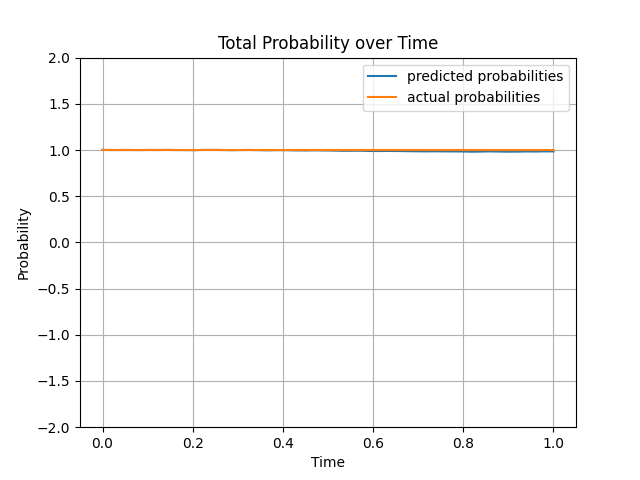 Total Probability over Time
predicted probabilities
actual probabilities
2.0
1.5
1.0
0.5
0.0
−0.5
−1.0
−1.5
−2.0
Probability
0.0 0.2 0.4 0.6 0.8 1.0
Time